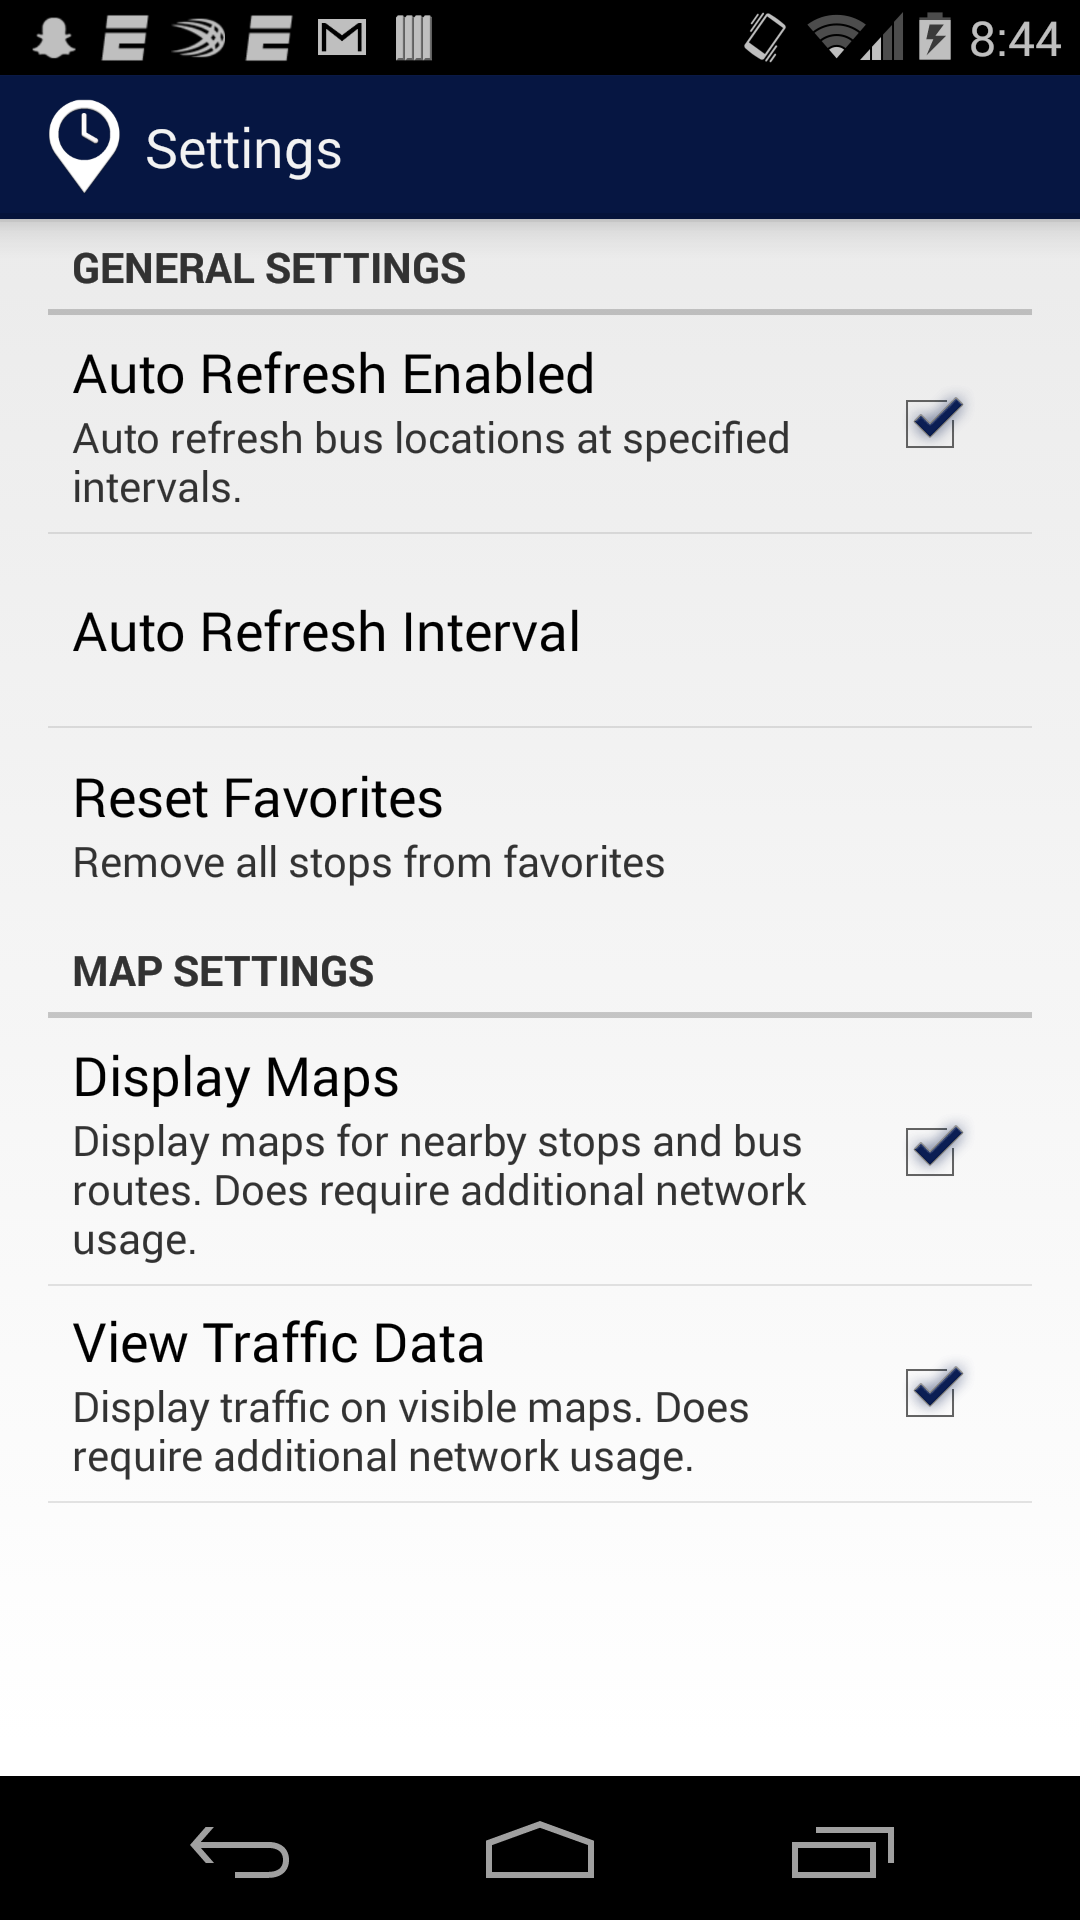 8:44
Settings
GENERAL SETTINGS
Auto Refresh Enabled
Auto refresh bus locations at specified
intervals.
Auto Refresh Interval
Reset Favorites
Remove all stops from favorites
MAP SETTINGS
Display Maps
Display maps for nearby stops and bus
routes. Does require additional network
usage.
View Traffic Data
Display traffic on visible maps. Does
require additional network usage.